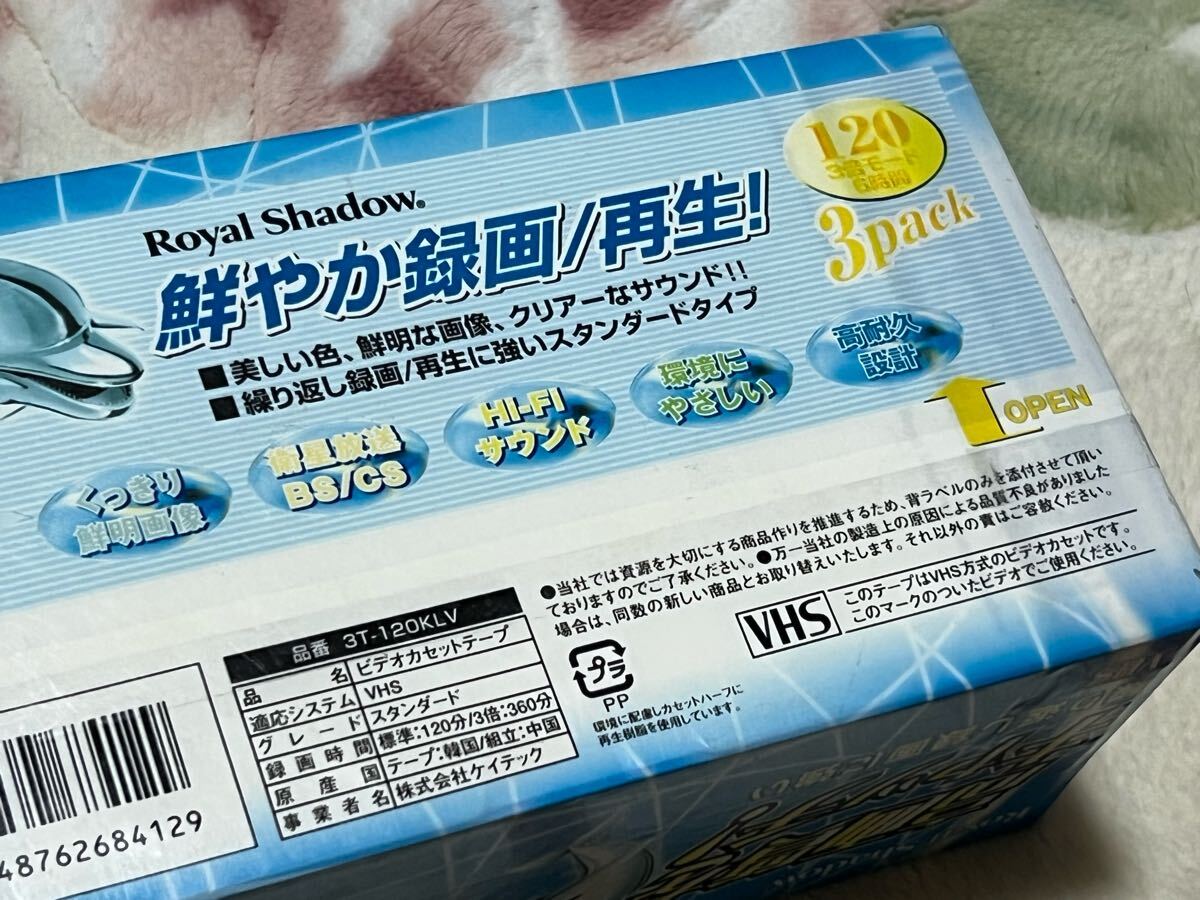 Royal Shadow®
鮮やか録画/再生!
■美しい色、鮮明な画像、クリアーなサウンド!!
■繰り返し録画/再生に強いスタンダードタイプ
120
3倍モード
6時間
3pack
くっきり
鮮明画像
衛星放送
BS/CS
HI-FI
サウンド
環境に
やさしい
高耐久
設計
OPEN
●当社では資源を大切にする商品作りを推進するため、背ラベルのみを添付させて頂い
ておりますのでご了承ください。●万一当社の製造上の原因による品質不良がありました
場合は、同数の新しい商品とお取り替えいたします。それ以外の責はご容赦ください。
VHS
このテープはVHS方式のビデオカセットです。
このマークのついたビデオでご使用ください。
プラ
PP
環境に配慮しカセットハーフに
再生樹脂を使用しています。
品番 3T-120KLV
品名 ビデオカセットテープ
適応システム VHS
グレード スタンダード
録画時間 標準:120分/3倍:360分
原産国 テープ:韓国/組立:中国
事業者名 株式会社ケイテック
48762684129